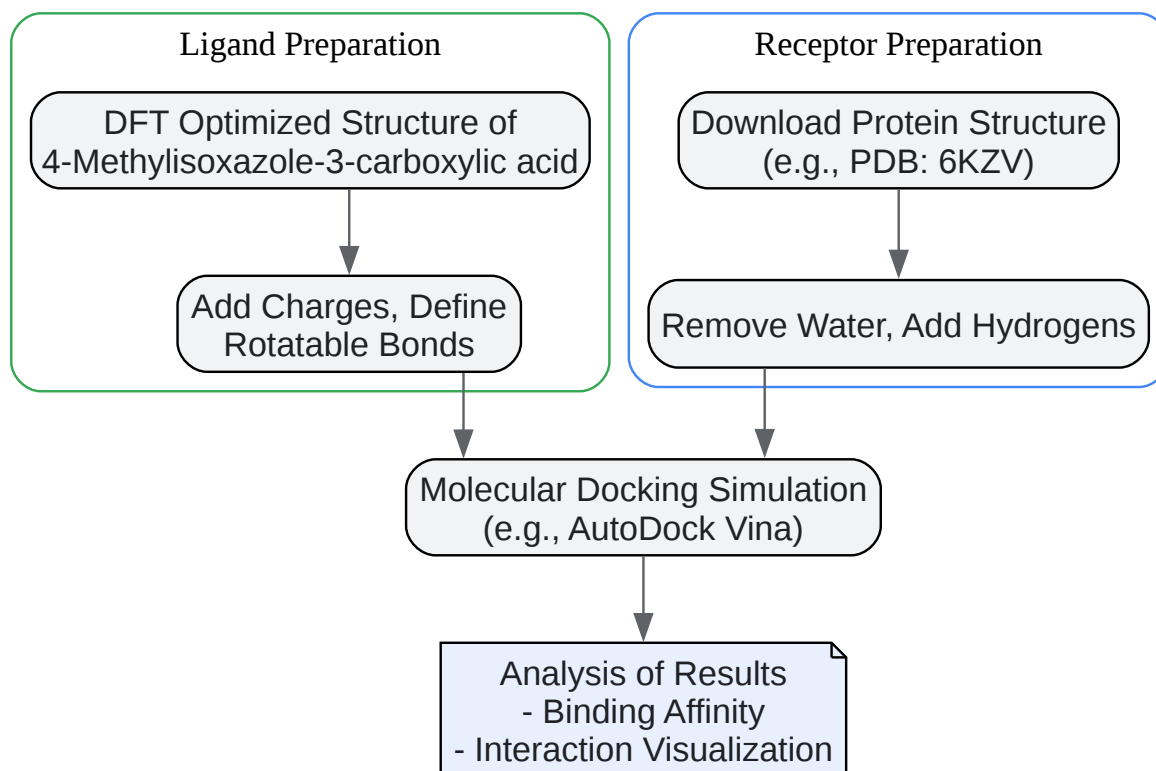 Ligand Preparation
DFT Optimized Structure of
4-Methylisoxazole-3-carboxylic acid
Add Charges, Define
Rotatable Bonds
Receptor Preparation
Download Protein Structure
(e.g., PDB: 6KZV)
Remove Water, Add Hydrogens
Molecular Docking Simulation
(e.g., AutoDock Vina)
Analysis of Results
- Binding Affinity
- Interaction Visualization